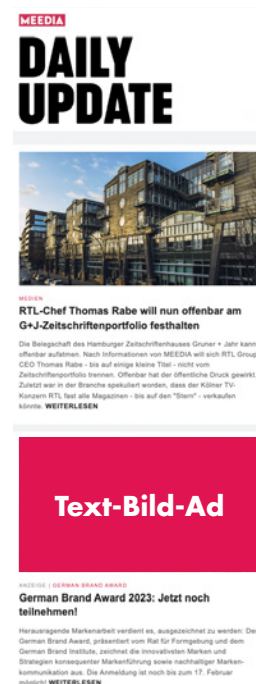 MEEDIA
DAILY
UPDATE
MEDIEN
RTL-Chef Thomas Rabe will nun offenbar am
G+J-Zeitschriftenportfolio festhalten
Die Belegschaft des Hamburger Zeitschriftenhauses Gruner + Jahr kann
offenbar aufatmen. Nach Informationen von MEEDIA will sich RTL Group
CEO Thomas Rabe - bis auf einige kleine Titel - nicht vom
Zeitschriftenportfolio trennen. Offenbar hat der öffentliche Druck gewirkt.
Zuletzt war in der Branche spekuliert worden, dass der Kölner TV-
Konzern RTL fast alle Magazinen - bis auf den "Stern" - verkaufen
könnte. WEITERLESEN
Text-Bild-Ad
ANZEIGE | GERMAN BRAND AWARD
German Brand Award 2023: Jetzt noch
teilnehmen!
Herausragende Markenarbeit verdient es, ausgezeichnet zu werden: De
German Brand Award, präsentiert vom Rat für Formgebung und dem
German Brand Institute, zeichnet die innovativsten Marken und
Strategien konsequenter Markenführung sowie nachhaltiger Marken-
kommunikation aus. Die Anmeldung ist noch bis zum 17. Februar
möglich! WEITERLESEN